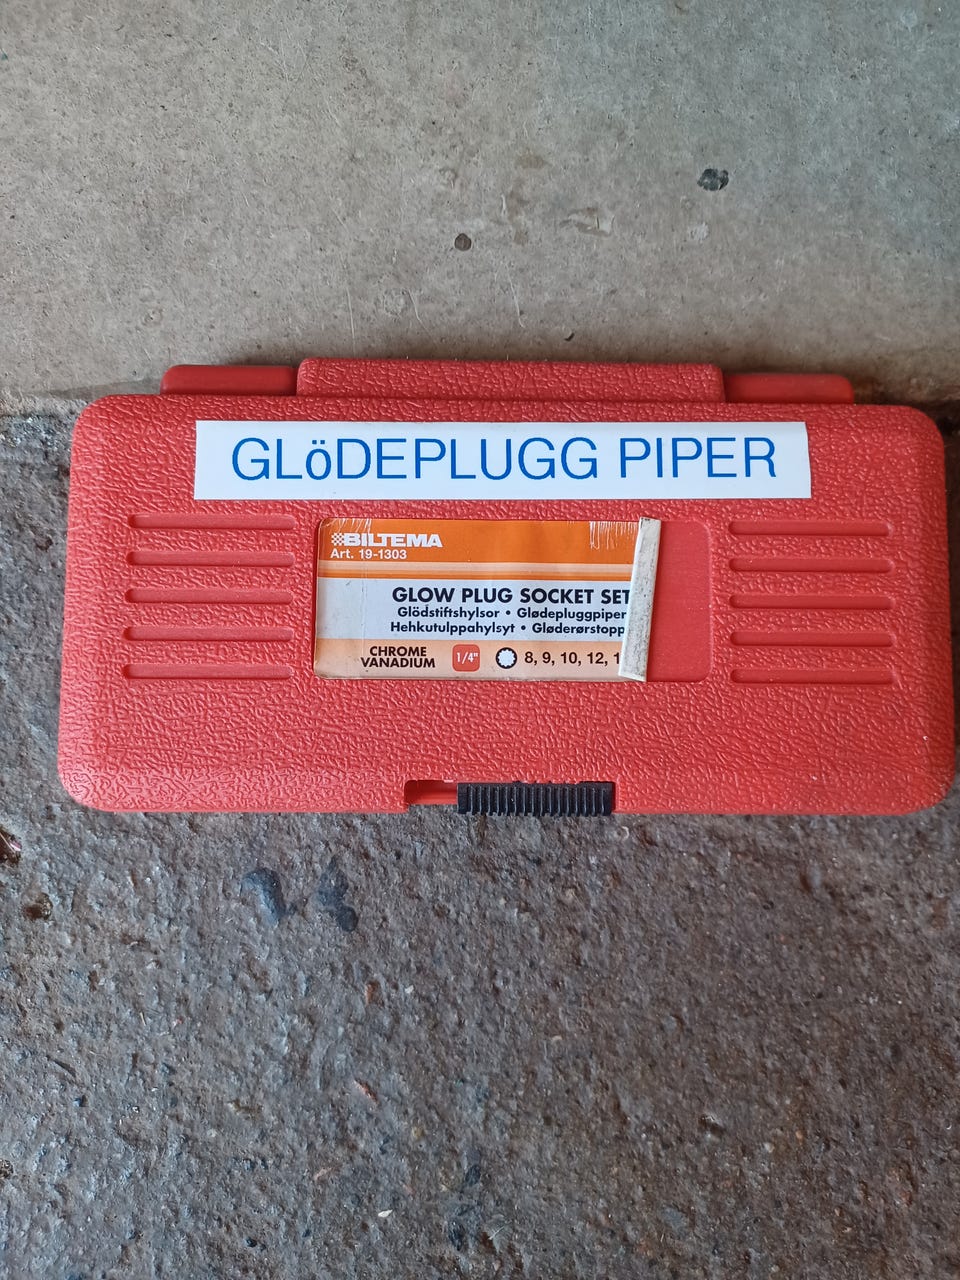 GLöDEPLUGG PIPER
BILTEMA
Art. 19-1303
GLOW PLUG SOCKET SET
Glödstiftshylsor • Glødepluggpiper
Hehkutulppahylsyt • Gløderørstopp
CHROME
VANADIUM
1/4"
8, 9, 10, 12,